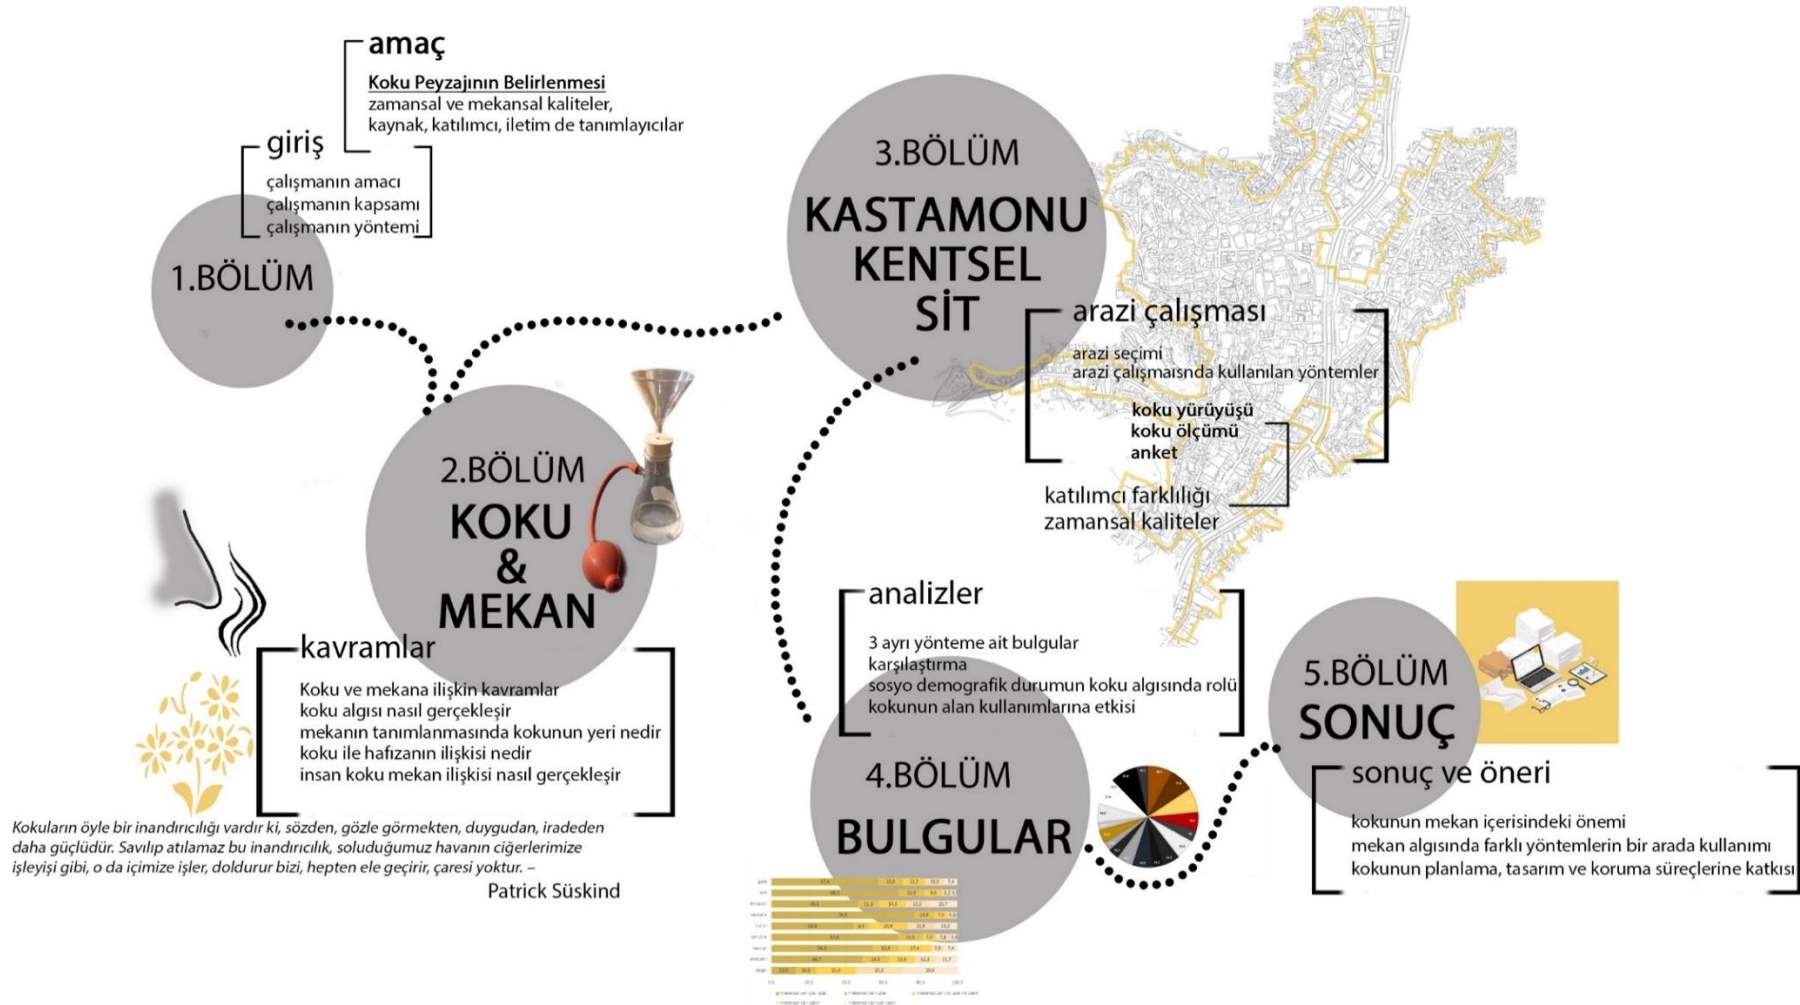 amaç
Koku Peyzajının Belirlenmesi
zamansal ve mekansal kaliteler,
kaynak, katılımcı, iletim de tanımlayıcılar
giriş
çalışmanın amacı
çalışmanın kapsamı
çalışmanın yöntemi
1.BÖLÜM
2.BÖLÜM
KOKU
&
MEKAN
kavramlar
Koku ve mekana ilişkin kavramlar
koku algısı nasıl gerçekleşir
mekanın tanımlanmasında kokunun yeri nedir
koku ile hafızanın ilişkisi nedir
insan koku mekan ilişkisi nasıl gerçekleşir
Kokuların öyle bir inandırıcılığı vardır ki, sözden, gözle görmekten, duygudan, iradeden
daha güçlüdür. Savılıp atılamaz bu inandırıcılık, soluduğumuz havanın ciğerlerimize
işleyişi gibi, o da içimize işler, doldurur bizi, hepten ele geçirir, çaresi yoktur. –
Patrick Süskind
3.BÖLÜM
KASTAMONU
KENTSEL
SİT
arazi çalışması
arazi seçimi
arazi çalışmaısnda kullanılan yöntemler
koku yürüyüşü
koku ölçümü
anket
katılımcı farklılığı
zamansal kaliteler
analizler
3 ayrı yönteme ait bulgular
karşılaştırma
sosyo demografik durumun koku algısında rolü
kokunun alan kullanımlarına etkisi
4.BÖLÜM
BULGULAR
5.BÖLÜM
SONUÇ
sonuç ve öneri
kokunun mekan içerisindeki önemi
mekan algısında farklı yöntemlerin bir arada kullanımı
kokunun planlama, tasarım ve koruma süreçlerine katkısı